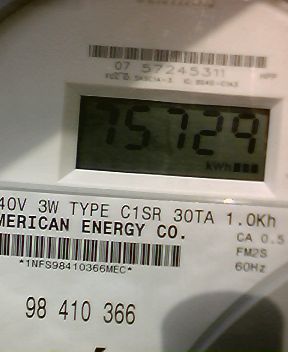 07 57245311
75729
kWh
40V 3W TYPE C1SR 30TA 1.0Kh
MERICAN ENERGY CO.
CA 0.5
*1NFS98410366MEC*
FM2S
60Hz
98 410 366